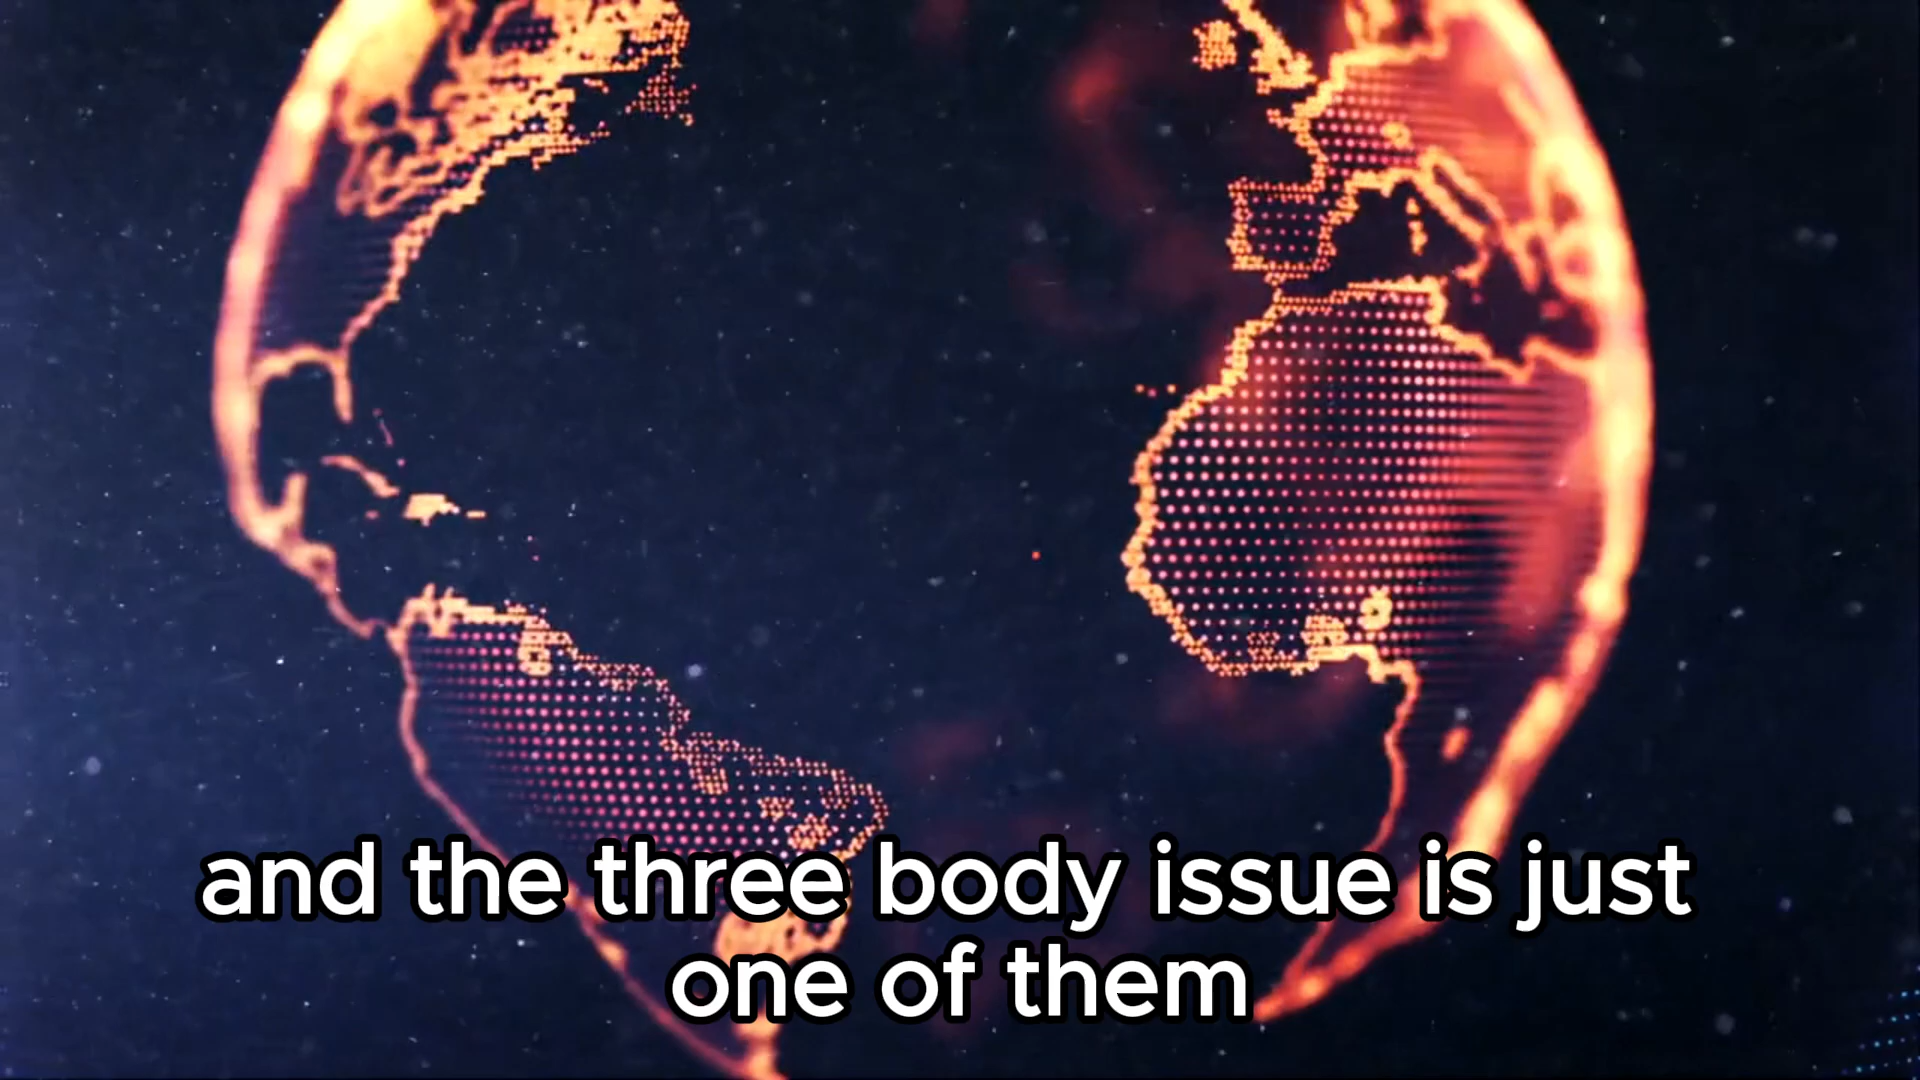 and the three body issue is just
one of them